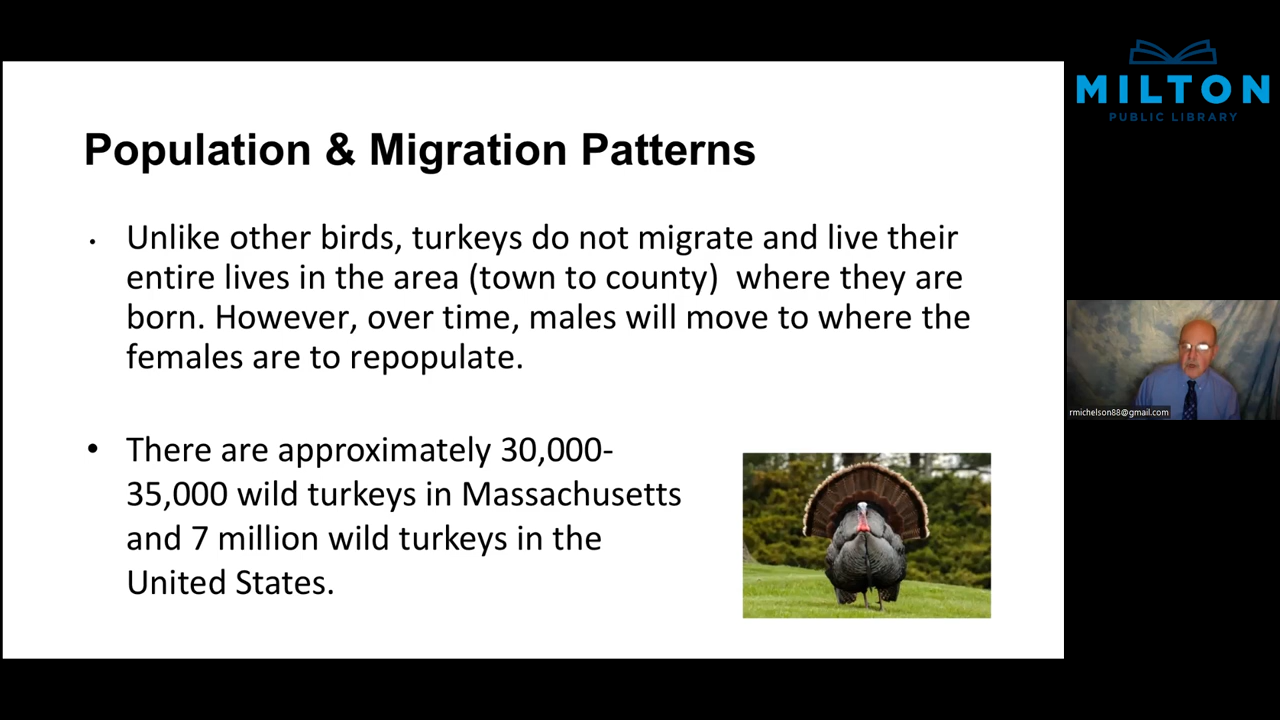 MILTON
PUBLIC LIBRARY
Population & Migration Patterns
• Unlike other birds, turkeys do not migrate and live their
entire lives in the area (town to county)  where they are
born. However, over time, males will move to where the
females are to repopulate.
• There are approximately 30,000-
35,000 wild turkeys in Massachusetts
and 7 million wild turkeys in the
United States.
rmichelson88@gmail.com